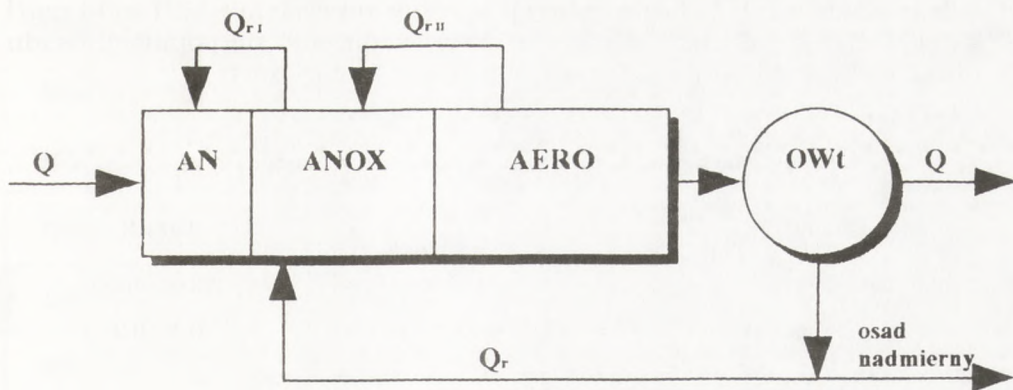 Qr I
Qr II
AN
ANOX
AERO
OWt
Q
Q
Qr
osad
nadmierny